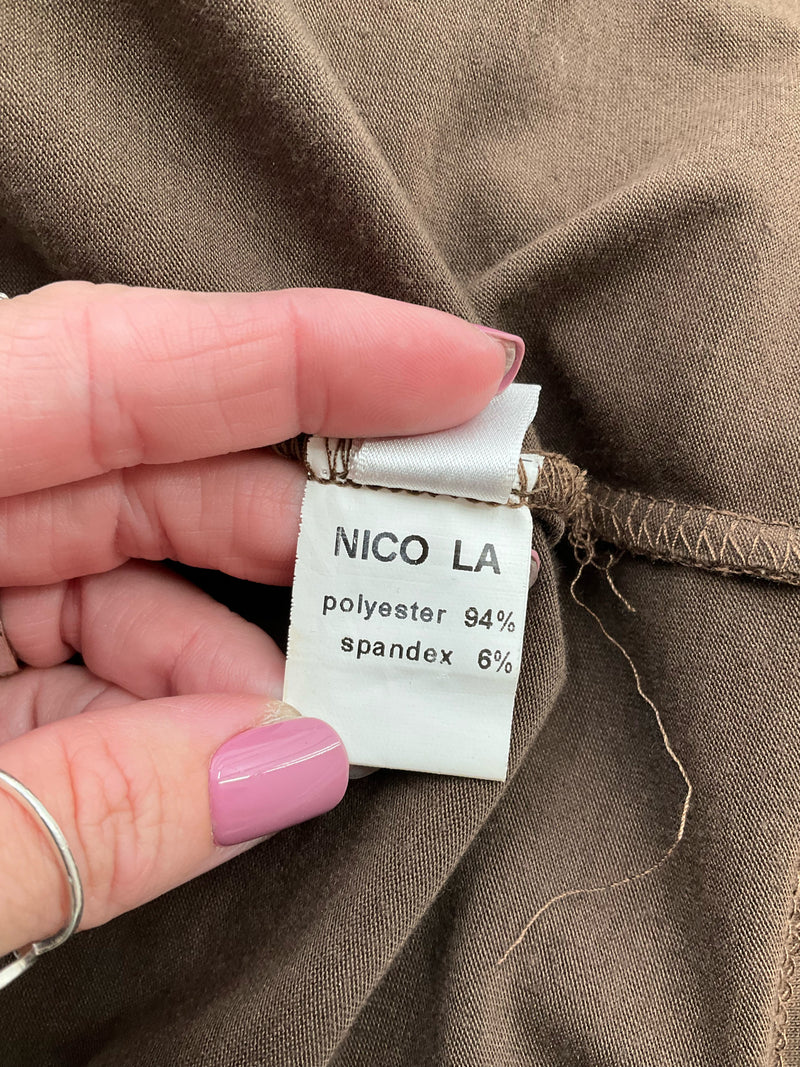 NICO LA
polyester 94%
spandex 6%